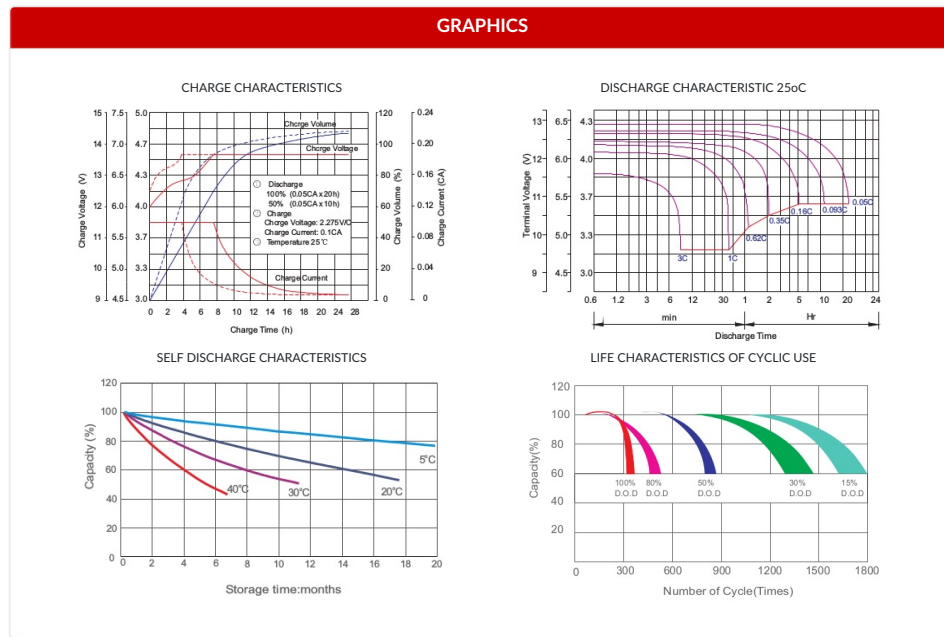 GRAPHICS
CHARGE CHARACTERISTICS
15 7.5 5.0 120 0.24
14 7.0 4.7 100 0.20
13 6.5 4.3 80 0.16
12 6.0 4.0 60 0.12
11 5.5 3.7 40 0.08
10 5.0 3.3 20 0.04
9 4.5 3.0 0 0
Charge Voltage (V)
Chcrge Volume
Chcrge Voltage
Discharge
100% (0.05CA x 20h)
50% (0.05CA x 10h)
Charge
Chcrge Voltage: 2.275V/C
Charge Current: 0.1CA
Temperature 25℃
Charge Current
Charge Volume (%)
Charge Current (CA)
0 2 4 6 8 10 12 14 16 18 20 22 24 28
Charge Time (h)
DISCHARGE CHARACTERISTIC 25oC
13 6.5 4.3
12 6.0 4.0
11 5.5 3.7
10 5.0 3.3
9 4.5 3.0
Terminal Voltage (V)
3C
1C
0.62C
0.35C
0.16C
0.093C
0.05C
0.6 1.2 3 6 12 30 1 2 5 10 20 24
min
Hr
Discharge Time
SELF DISCHARGE CHARACTERISTICS
120
100
80
60
40
20
0
Capacity (%)
40℃
30℃
20℃
5℃
0 2 4 6 8 10 12 14 16 18 20
Storage time:months
LIFE CHARACTERISTICS OF CYCLIC USE
120
100
80
60
40
20
Capacity(%)
100% 80% 50% 30% 15%
D.O.D D.O.D D.O.D D.O.D D.O.D
0 300 600 900 1200 1500 1800
Number of Cycle(Times)